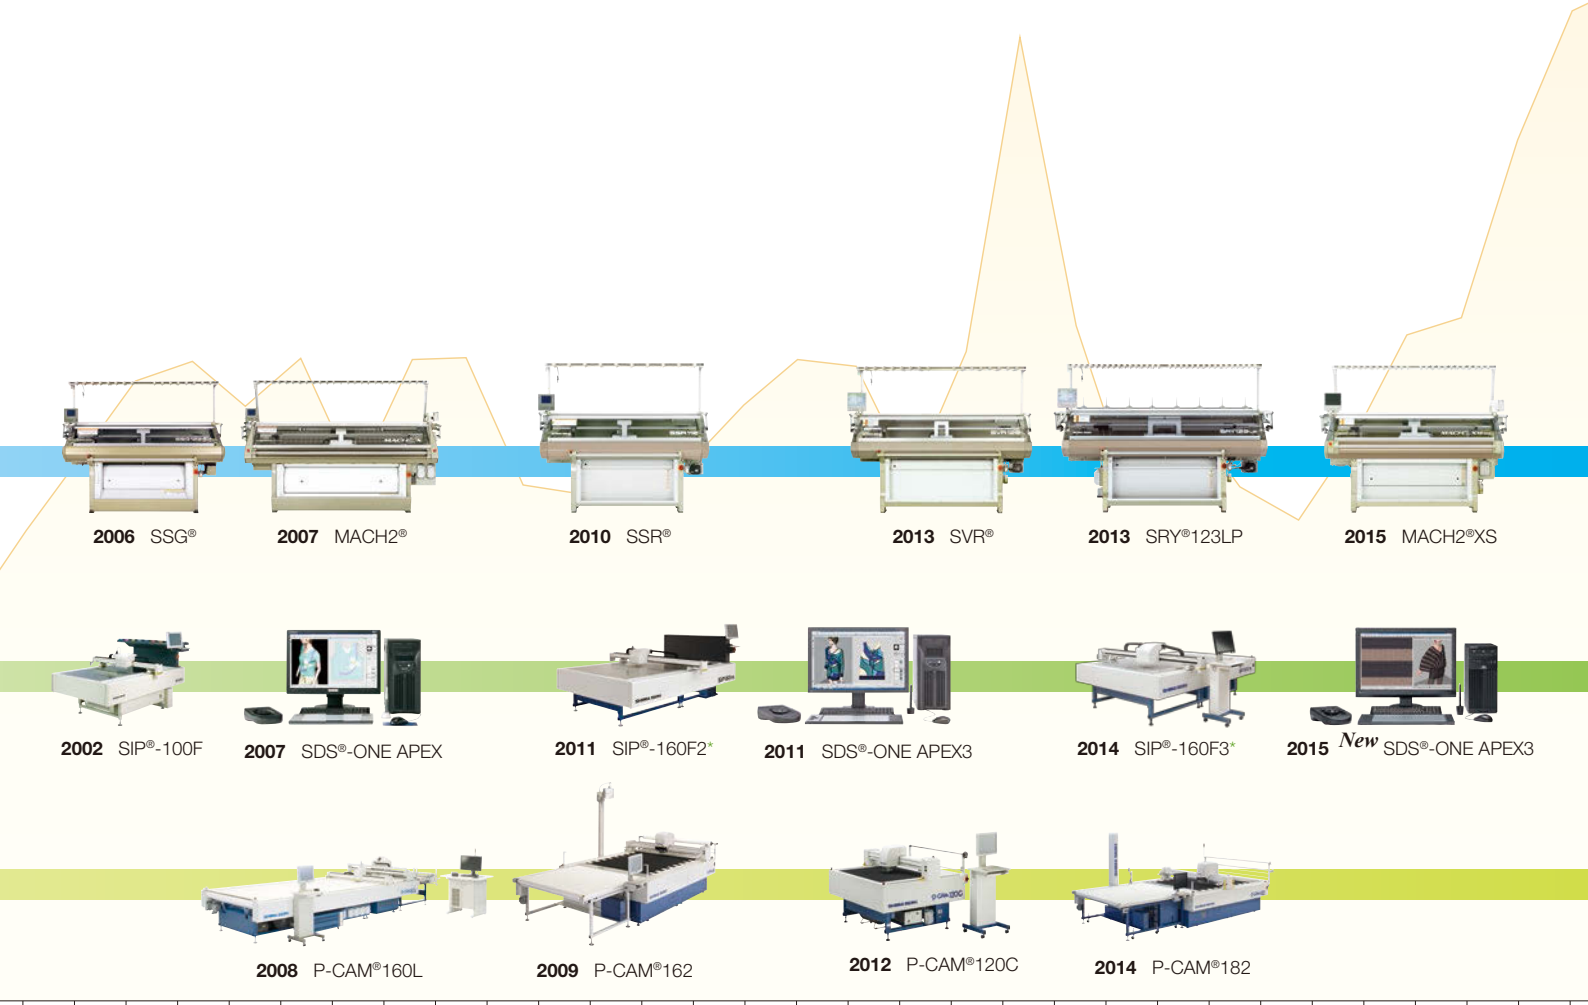 2006 SSG®
2007 MACH2®
2010 SSR®
2013 SVR®
2013 SRY®123LP
2015 MACH2®XS
2002 SIP®-100F
2007 SDS®-ONE APEX
2011 SIP®-160F2*
2011 SDS®-ONE APEX3
2014 SIP®-160F3*
2015 New SDS®-ONE APEX3
2008 P-CAM®160L
2009 P-CAM®162
2012 P-CAM®120C
2014 P-CAM®182